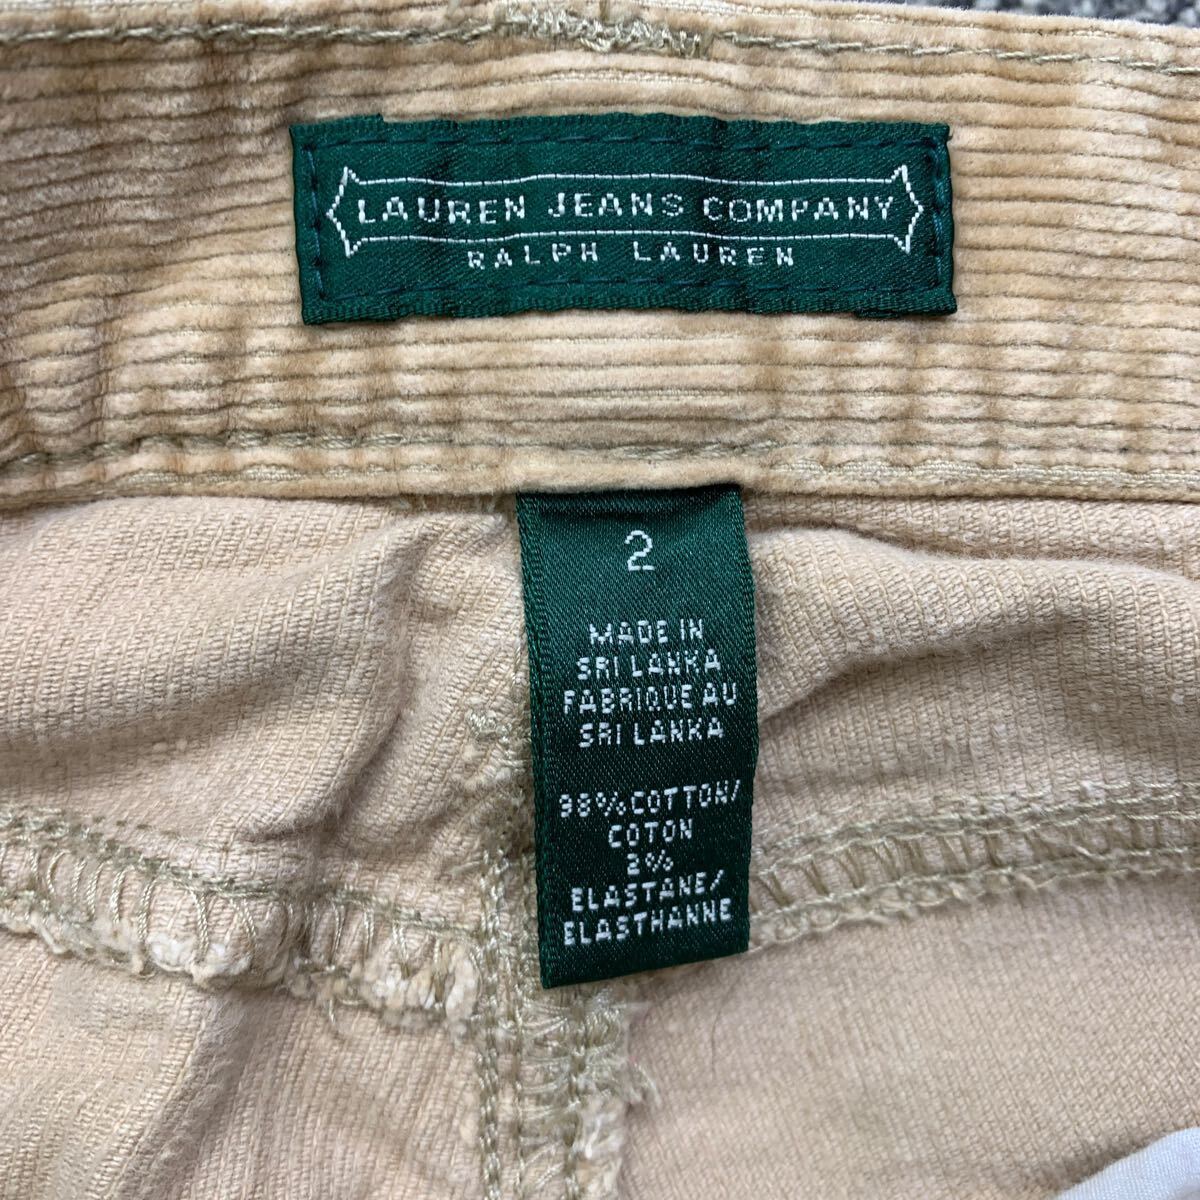 LAUREN JEANS COMPANY
RALPH LAUREN
2
MADE IN
SRI LANKA
FABRIQUE AU
SRI LANKA
98% COTTON/
COTON
2%
ELASTANE/
ELASTHANNE